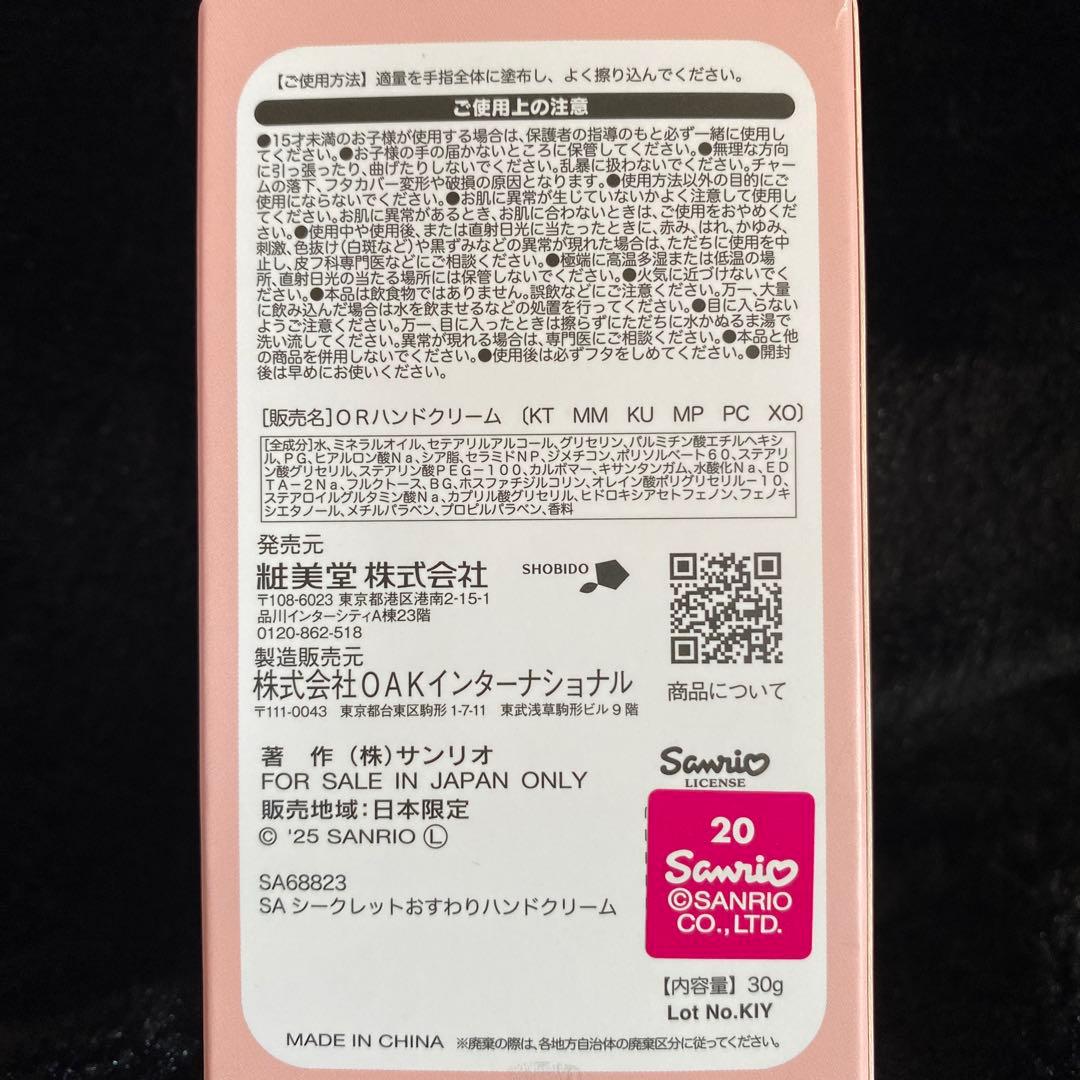 【ご使用方法】適量を手指全体に塗布し、よく擦り込んでください。
ご使用上の注意
●15才未満のお子様が使用する場合は、保護者の指導のもと必ず一緒に使用し
てください。●お子様の手の届かないところに保管してください。●無理な方向
に引っ張ったり、曲げたりしないでください。乱暴に扱わないでください。チャー
ムの落下、フタカバー変形や破損の原因となります。●使用方法以外の目的にご
使用にならないでください。●お肌に異常が生じていないかよく注意して使用し
てください。お肌に異常があるとき、お肌に合わないときは、ご使用をおやめくだ
さい。●使用中や使用後、または直射日光に当たったときに、赤み、はれ、かゆみ、
刺激、色抜け(白斑など)や黒ずみなどの異常が現れた場合は、ただちに使用を中
止し、皮フ科専門医などにご相談ください。●極端に高温多湿または低温の場
所、直射日光の当たる場所には保管しないでください。●火気に近づけないでく
ださい。●本品は飲食物ではありません。誤飲などにご注意ください。万一、大量
に飲み込んだ場合は水を飲ませるなどの処置を行ってください。●目に入らない
ようご注意ください。万一、目に入ったときは擦らずにただちに水かぬるま湯で
洗い流してください。異常が現れる場合は、専門医にご相談ください。●本品と他
の商品を併用しないでください。●使用後は必ずフタをしめてください。●開封
後は早めにお使いください。
[販売名]ORハンドクリーム 〔KT MM KU MP PC XO〕
[全成分]水、ミネラルオイル、セテアリルアルコール、グリセリン、パルミチン酸エチルヘキシ
ル、PG、ヒアルロン酸Na、シア脂、セラミドNP、ジメチコン、ポリソルベート60、ステアリ
ン酸グリセリル、ステアリン酸PEG-100、カルボマー、キサンタンガム、水酸化Na、ED
TA-2Na、フルクトース、BG、ホスファチジルコリン、オレイン酸ポリグリセリル-10、
ステアロイルグルタミン酸Na、カプリル酸グリセリル、ヒドロキシアセトフェノン、フェノキ
シエタノール、メチルパラベン、プロピルパラベン、香料
発売元
粧美堂 株式会社
SHOBIDO
〒108-6023 東京都港区港南2-15-1
品川インターシティA棟23階
0120-862-518
製造販売元
株式会社OAKインターナショナル
〒111-0043 東京都台東区駒形1-7-11 東武浅草駒形ビル9階
商品について
著 作 (株)サンリオ
FOR SALE IN JAPAN ONLY
販売地域:日本限定
© '25 SANRIO Ⓛ
Sanrio
LICENSE
20
Sanrio
©SANRIO
CO.,LTD.
SA68823
SA シークレットおすわりハンドクリーム
【内容量】30g
Lot No.KIY
MADE IN CHINA ※廃棄の際は、各地方自治体の廃棄区分に従ってください。